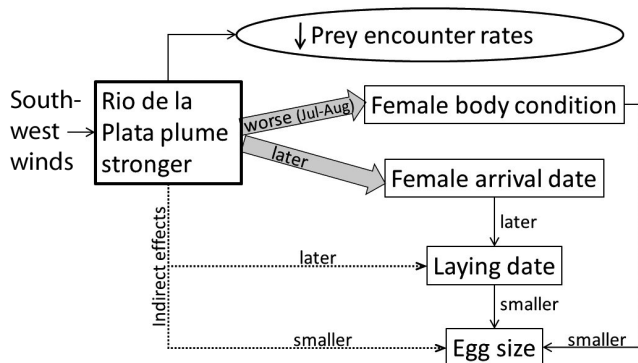 ↓ Prey encounter rates
South-
west
winds
Rio de la
Plata plume
stronger
worse (Jul-Aug)
Female body condition
later
Female arrival date
later
Indirect effects
later
Laying date
smaller
smaller
Egg size
smaller